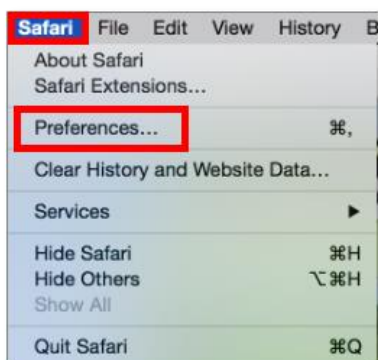 Safari File Edit View History B
About Safari
Safari Extensions...
Preferences... ⌘,
Clear History and Website Data...
Services ▶
Hide Safari ⌘H
Hide Others ⌥⌘H
Show All
Quit Safari ⌘Q